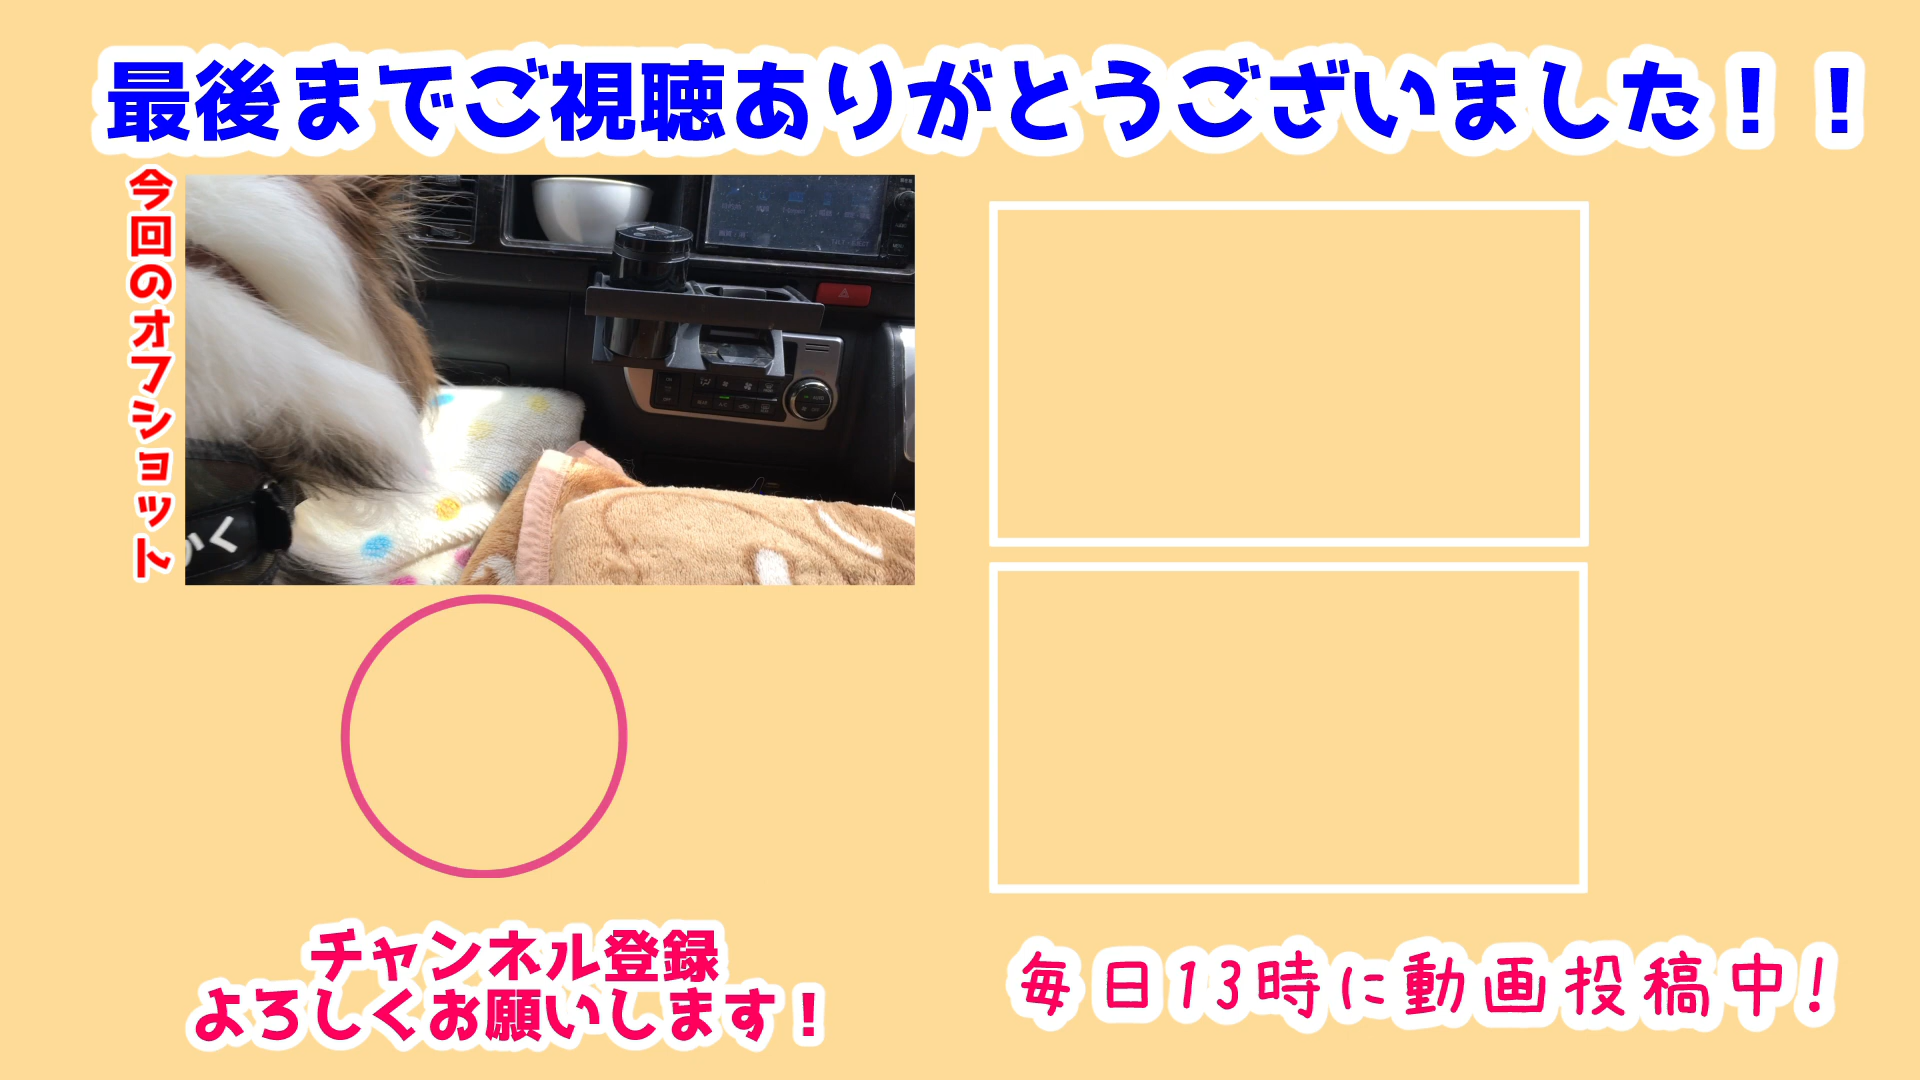 最後までご視聴ありがとうございました！！
今回のオフショット
く
AUTO
チャンネル登録
よろしくお願いします！
毎日13時に動画投稿中！